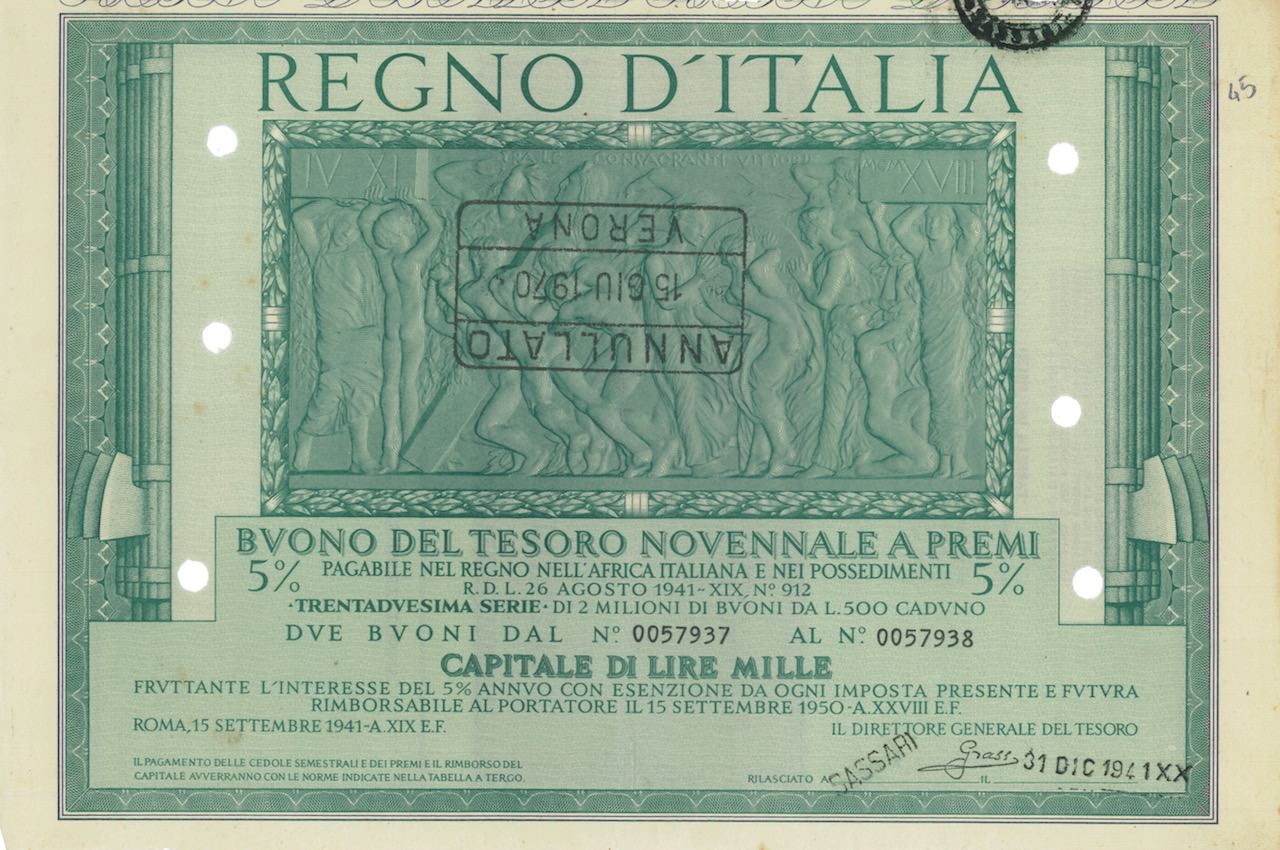 REGNO D'ITALIA
IV XI
CONSACRANTI
MCMXVIII
VERONA
15 GIU 1970
ANNULLATO
BVONO DEL TESORO NOVENNALE A PREMI
5% PAGABILE NEL REGNO NELL'AFRICA ITALIANA E NEI POSSEDIMENTI 5%
R. D. L. 26 AGOSTO 1941-XIX, Nº 912
·TRENTADVESIMA SERIE· DI 2 MILIONI DI BVONI DA L. 500 CADVNO
DVE BVONI DAL Nº. 0057937 AL Nº. 0057938
CAPITALE DI LIRE MILLE
FRVTTANTE L'INTERESSE DEL 5% ANNVO CON ESENZIONE DA OGNI IMPOSTA PRESENTE E FVTVRA
RIMBORSABILE AL PORTATORE IL 15 SETTEMBRE 1950-A.XXVIII E.F.
ROMA, 15 SETTEMBRE 1941-A.XIX E.F.
IL DIRETTORE GENERALE DEL TESORO
Grassi
IL PAGAMENTO DELLE CEDOLE SEMESTRALI E DEI PREMI E IL RIMBORSO DEL
CAPITALE AVVERRANNO CON LE NORME INDICATE NELLA TABELLA A TERGO.
RILASCIATO A SASSARI IL 31 DIC 1941 XX
45